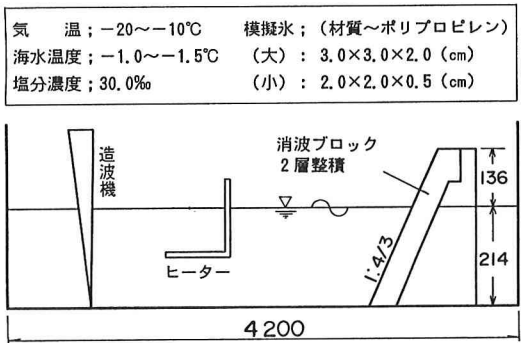 気　　温；−20〜−10℃　　模擬氷；（材質〜ポリプロピレン）
海水温度；−1.0〜−1.5℃　（大）：3.0×3.0×2.0（cm）
塩分濃度；30.0‰　（小）：2.0×2.0×0.5（cm）
造波機
消波ブロック
2層整積
136
1:4/3
214
ヒーター
4200